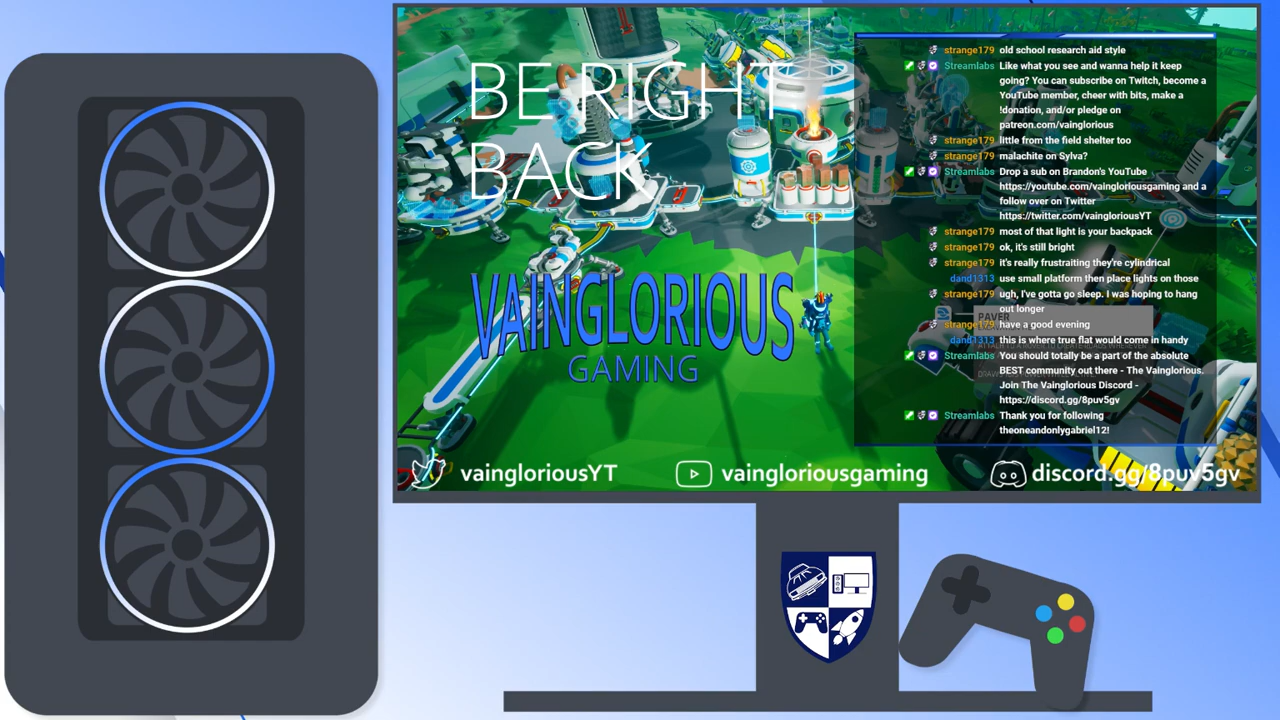 BE RIGHT
BACK
VAINGLORIOUS
GAMING
strange179 old school research aid style
Streamlabs Like what you see and wanna help it keep
going? You can subscribe on Twitch, become a
YouTube member, cheer with bits, make a
!donation, and/or pledge on
patreon.com/vainglorious
strange179 little from the field shelter too
strange179 malachite on Sylva?
Streamlabs Drop a sub on Brandon's YouTube
https://youtube.com/vaingloriousgaming and a
follow over on Twitter
https://twitter.com/vaingloriousYT
strange179 most of that light is your backpack
strange179 ok, it's still bright
strange179 it's really frustraiting they're cylindrical
dand1313 use small platform then place lights on those
strange179 ugh, I've gotta go sleep. I was hoping to hang
out longer
PAVER
strange179 have a good evening
dand1313 this is where true flat would come in handy
Streamlabs You should totally be a part of the absolute
BEST community out there - The Vainglorious.
Join The Vainglorious Discord -
https://discord.gg/8puv5gv
Streamlabs Thank you for following
theoneandonlygabriel12!
vaingloriousYT
vaingloriousgaming
discord.gg/8puv5gv